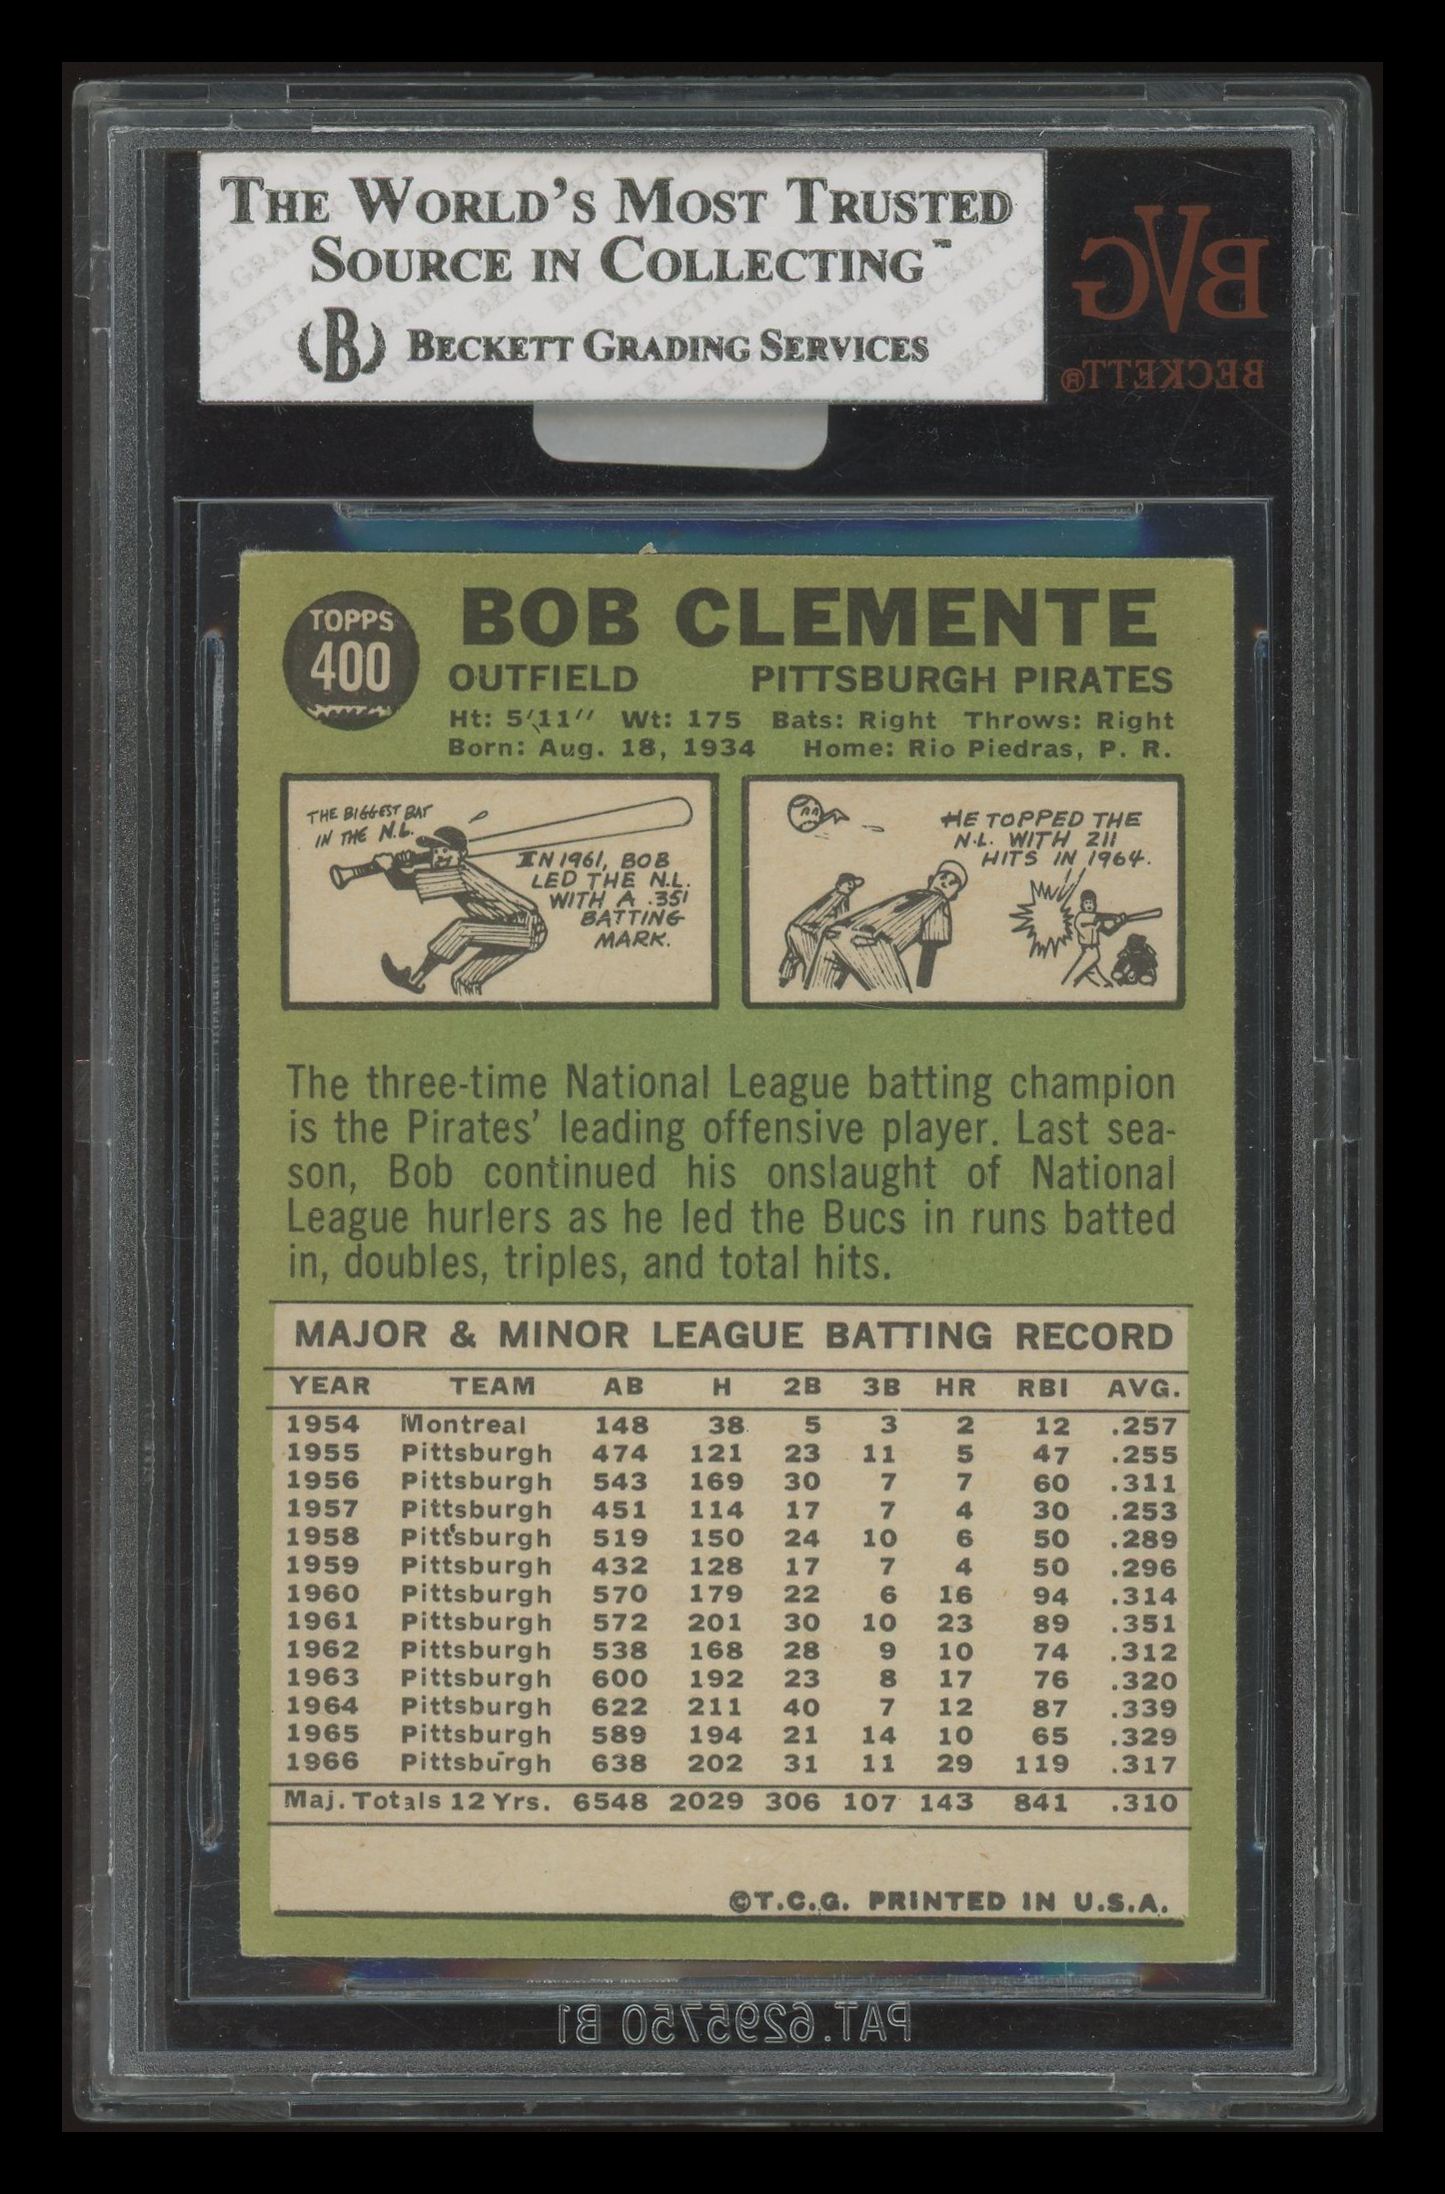 THE WORLD'S MOST TRUSTED
SOURCE IN COLLECTING™
B BECKETT GRADING SERVICES
BVG
BECKETT®
TOPPS
400
BOB CLEMENTE
OUTFIELD PITTSBURGH PIRATES
Ht: 5'11" Wt: 175 Bats: Right Throws: Right
Born: Aug. 18, 1934 Home: Rio Piedras, P. R.
THE BIGGEST BAT
IN THE N.L.
IN 1961, BOB
LED THE N.L.
WITH A .351
BATTING
MARK.
HE TOPPED THE
N.L. WITH 211
HITS IN 1964.
The three-time National League batting champion
is the Pirates' leading offensive player. Last sea-
son, Bob continued his onslaught of National
League hurlers as he led the Bucs in runs batted
in, doubles, triples, and total hits.
MAJOR & MINOR LEAGUE BATTING RECORD
YEAR TEAM AB H 2B 3B HR RBI AVG.
1954 Montreal 148 38 5 3 2 12 .257
1955 Pittsburgh 474 121 23 11 5 47 .255
1956 Pittsburgh 543 169 30 7 7 60 .311
1957 Pittsburgh 451 114 17 7 4 30 .253
1958 Pittsburgh 519 150 24 10 6 50 .289
1959 Pittsburgh 432 128 17 7 4 50 .296
1960 Pittsburgh 570 179 22 6 16 94 .314
1961 Pittsburgh 572 201 30 10 23 89 .351
1962 Pittsburgh 538 168 28 9 10 74 .312
1963 Pittsburgh 600 192 23 8 17 76 .320
1964 Pittsburgh 622 211 40 7 12 87 .339
1965 Pittsburgh 589 194 21 14 10 65 .329
1966 Pittsburgh 638 202 31 11 29 119 .317
Maj. Totals 12 Yrs. 6548 2029 306 107 143 841 .310
©T.C.G. PRINTED IN U.S.A.
PAT.6295750 B1